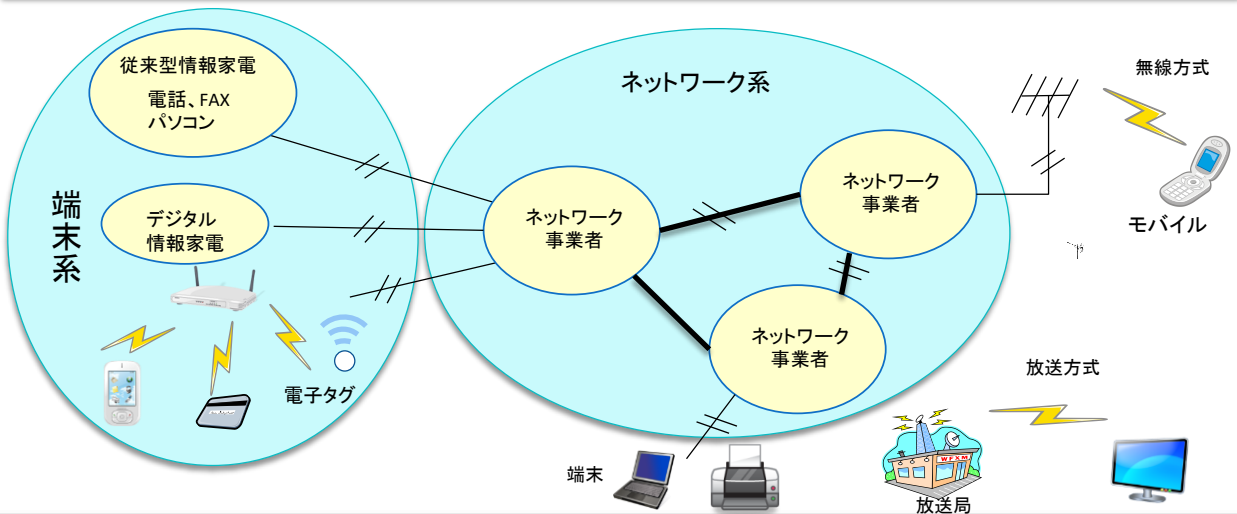 従来型情報家電
電話、FAX
パソコン
端末系
デジタル
情報家電
電子タグ
ネットワーク系
ネットワーク
事業者
ネットワーク
事業者
ネットワーク
事業者
無線方式
モバイル
放送方式
端末
WFXM
放送局